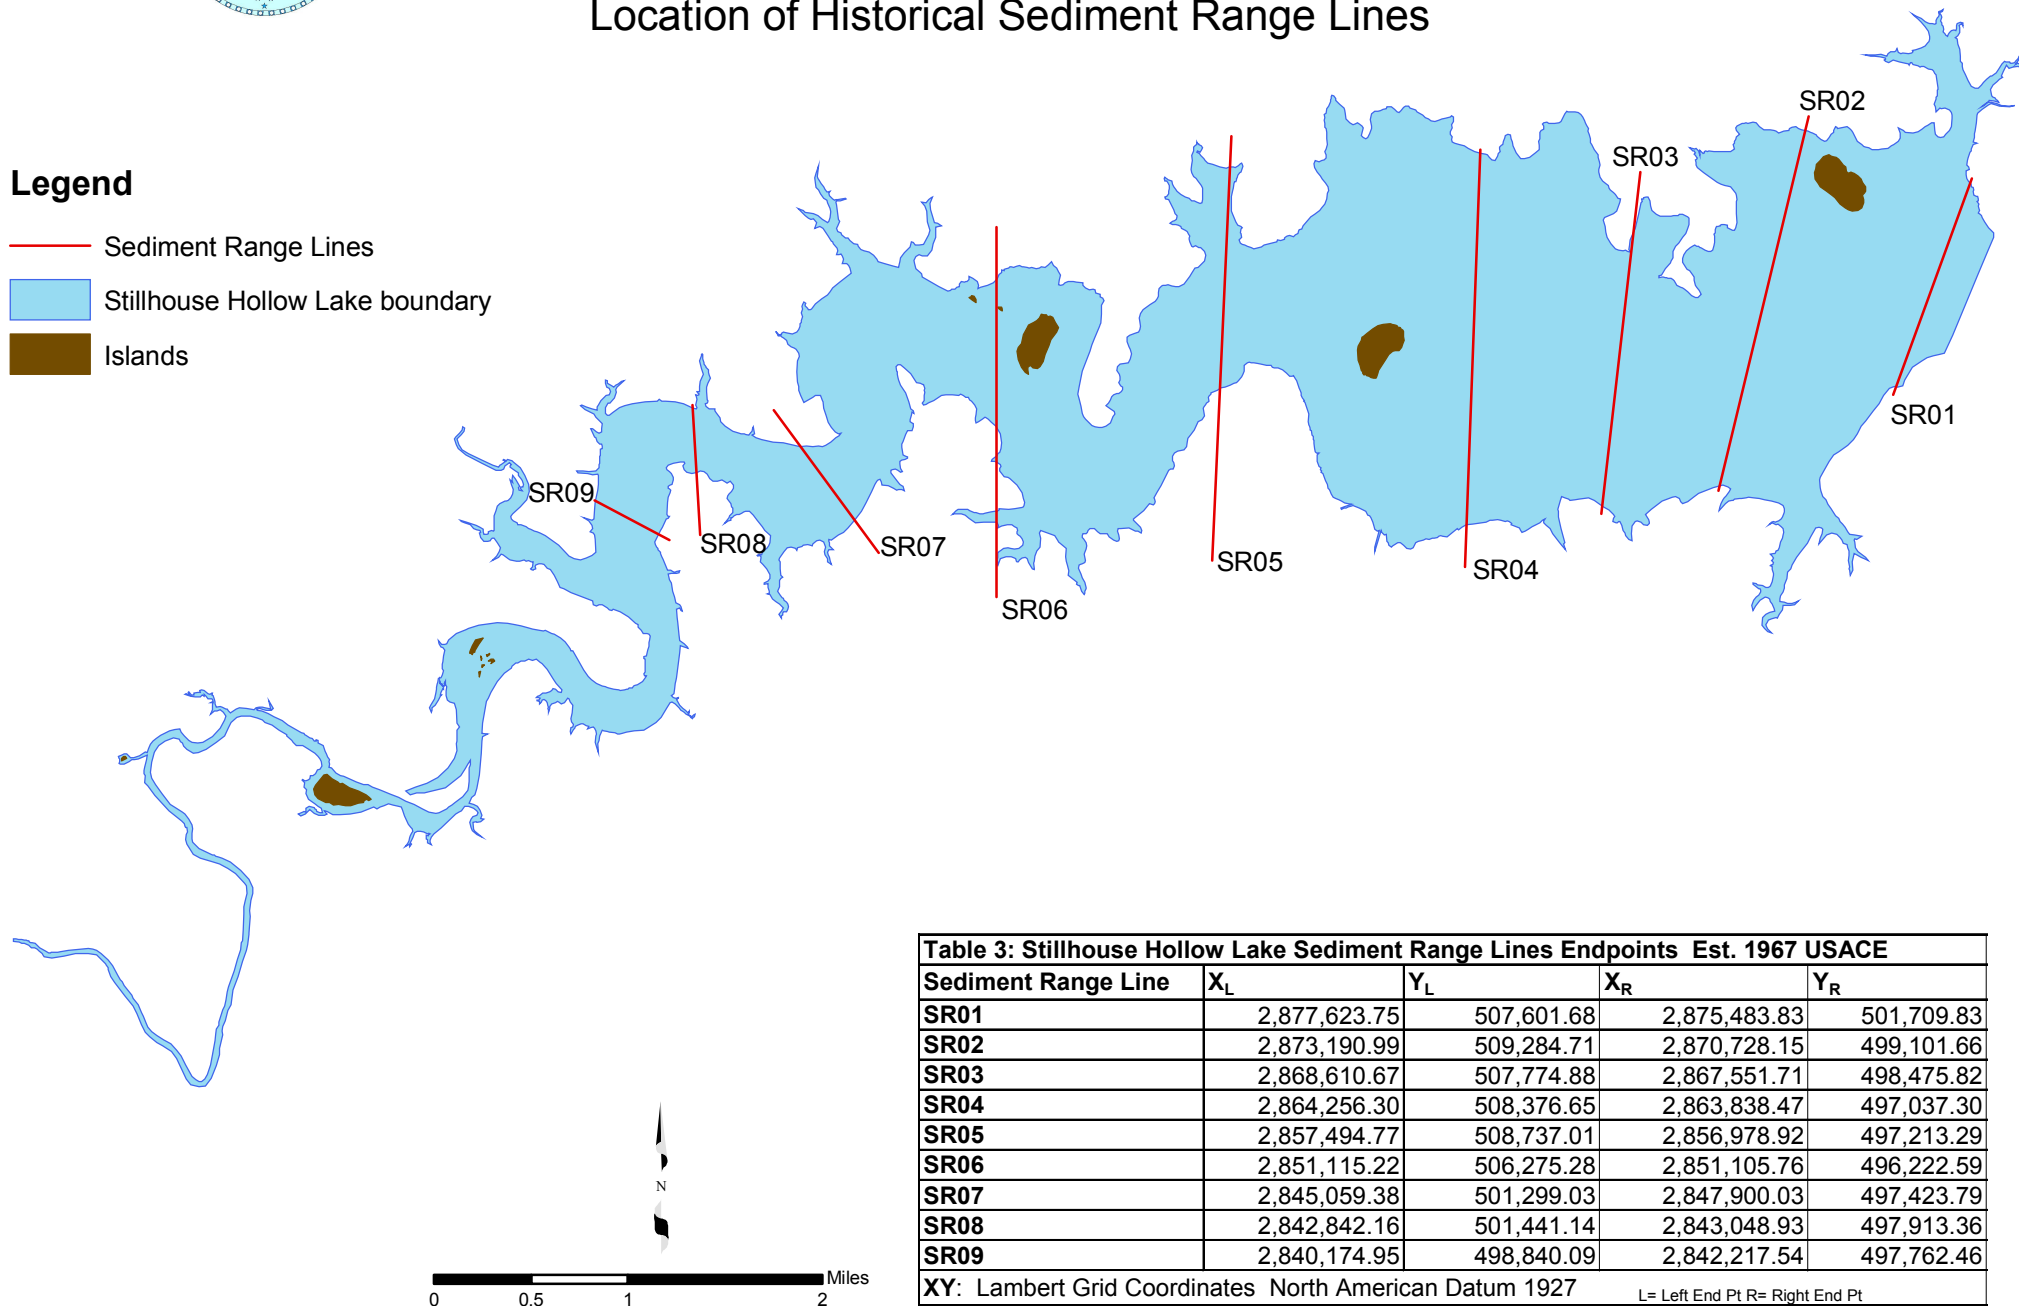 Location of Historical Sediment Range Lines
SR02
SR03
Legend
Sediment Range Lines
Stillhouse Hollow Lake boundary
Islands
SR01
SR09
SR08
SR07
SR05
SR04
SR06
Table 3: Stillhouse Hollow Lake Sediment Range Lines Endpoints Est. 1967 USACE
Sediment Range Line XL YL XR YR
SR01 2,877,623.75 507,601.68 2,875,483.83 501,709.83
SR02 2,873,190.99 509,284.71 2,870,728.15 499,101.66
SR03 2,868,610.67 507,774.88 2,867,551.71 498,475.82
SR04 2,864,256.30 508,376.65 2,863,838.47 497,037.30
SR05 2,857,494.77 508,737.01 2,856,978.92 497,213.29
SR06 2,851,115.22 506,275.28 2,851,105.76 496,222.59
SR07 2,845,059.38 501,299.03 2,847,900.03 497,423.79
SR08 2,842,842.16 501,441.14 2,843,048.93 497,913.36
SR09 2,840,174.95 498,840.09 2,842,217.54 497,762.46
XY: Lambert Grid Coordinates North American Datum 1927 L= Left End Pt R= Right End Pt
N
Miles
0 0.5 1 2